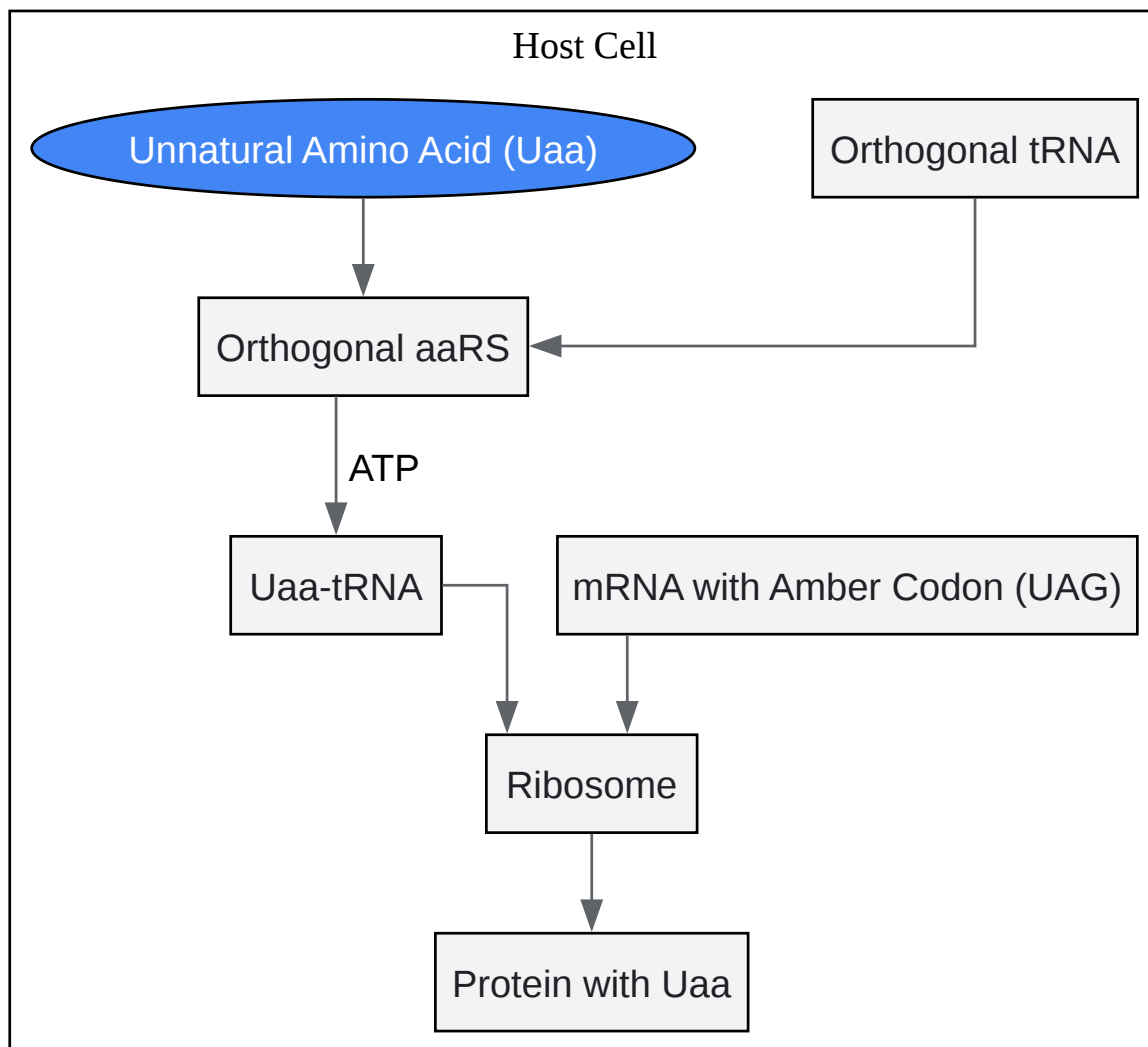 Host Cell
Unnatural Amino Acid (Uaa)
Orthogonal tRNA
Orthogonal aaRS
ATP
Uaa-tRNA
mRNA with Amber Codon (UAG)
Ribosome
Protein with Uaa